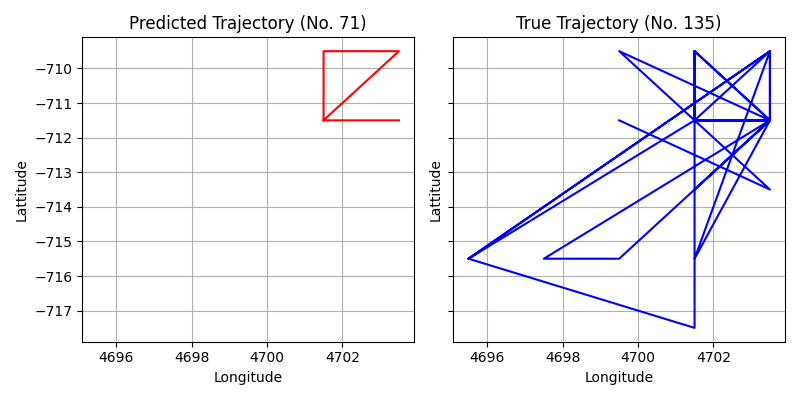 Predicted Trajectory (No. 71)
True Trajectory (No. 135)
−710
−711
−712
−713
−714
−715
−716
−717
Lattitude
Lattitude
4696 4698 4700 4702
4696 4698 4700 4702
Longitude
Longitude